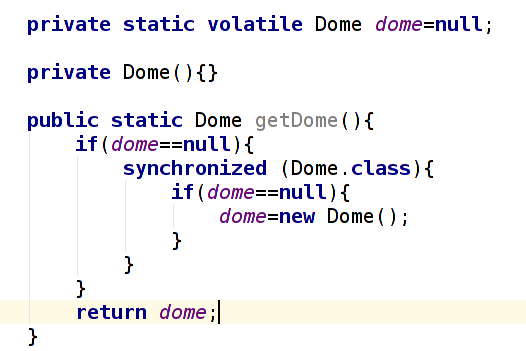 private static volatile Dome dome=null;
private Dome(){}
public static Dome getDome(){
if(dome==null){
synchronized (Dome.class){
if(dome==null){
dome=new Dome();
}
}
}
return dome;
}